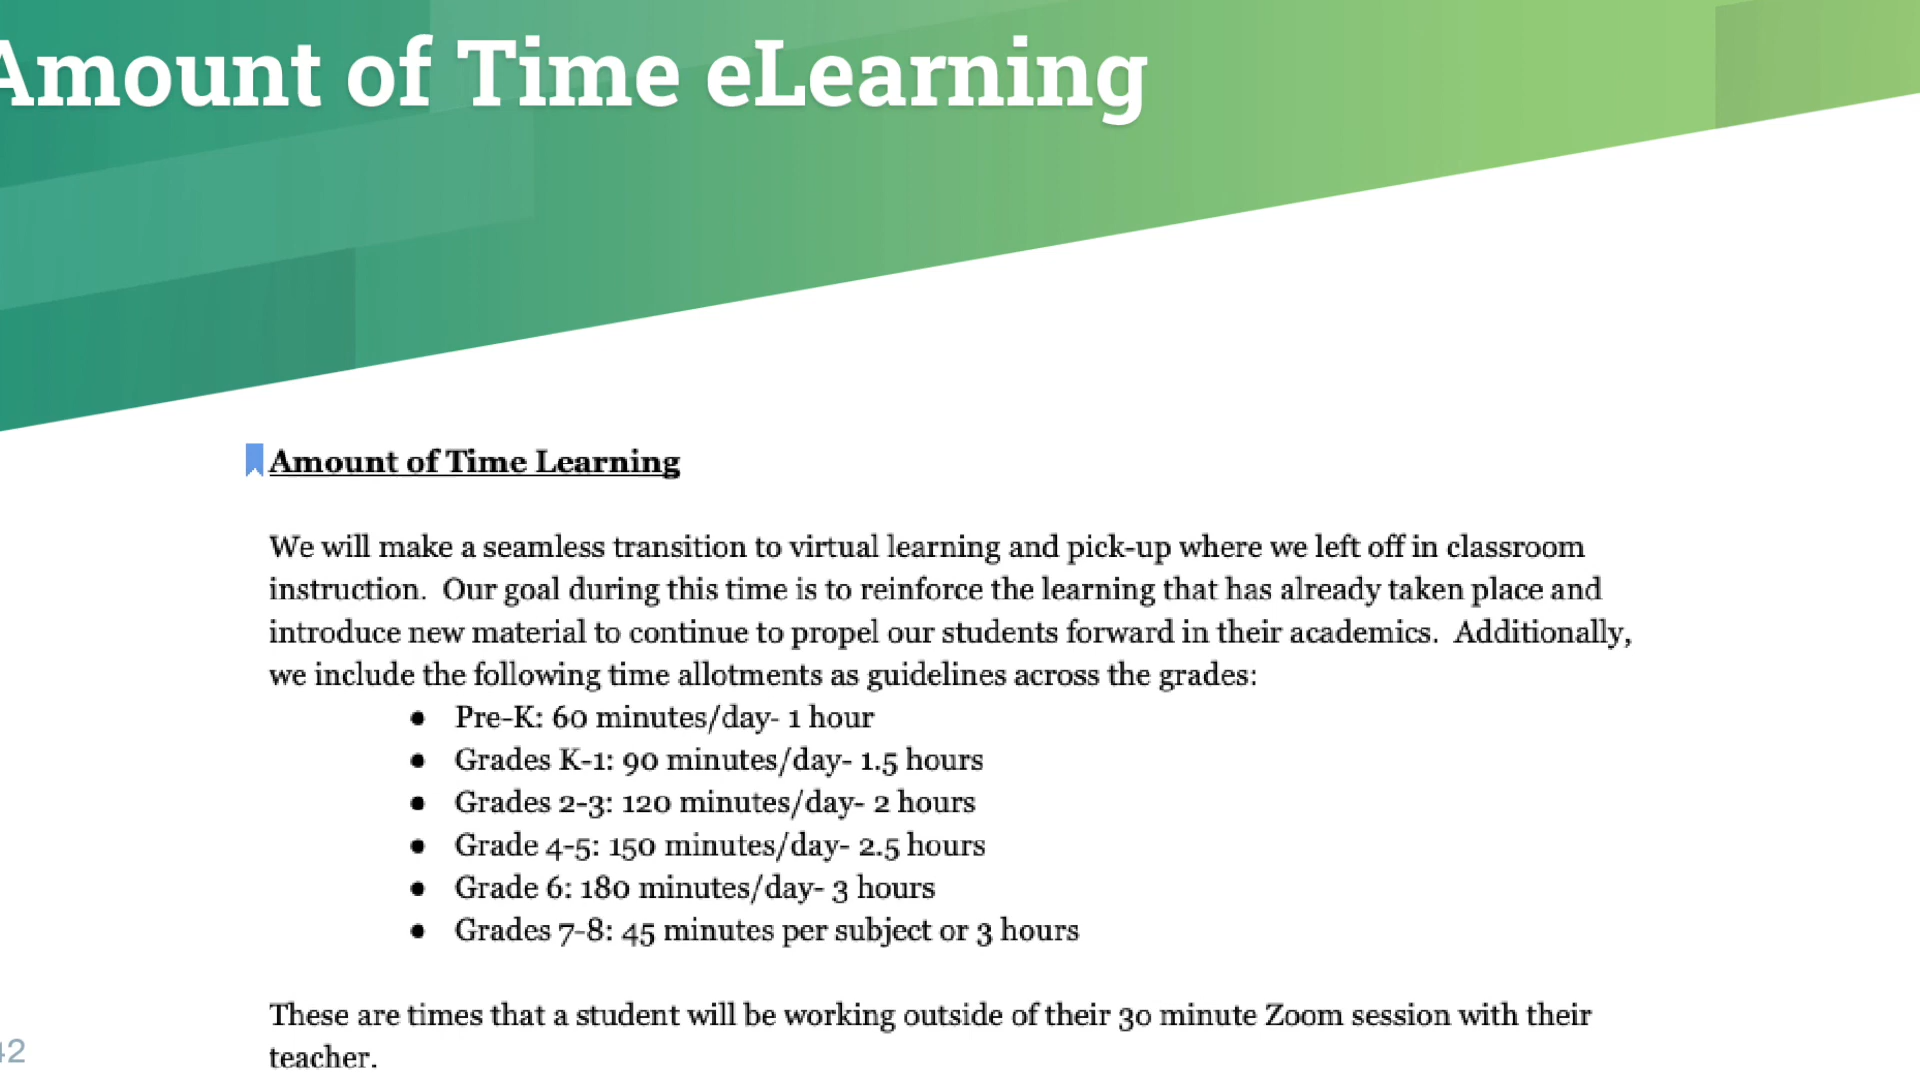 Amount of Time eLearning
Amount of Time Learning
We will make a seamless transition to virtual learning and pick-up where we left off in classroom
instruction.  Our goal during this time is to reinforce the learning that has already taken place and
introduce new material to continue to propel our students forward in their academics.  Additionally,
we include the following time allotments as guidelines across the grades:
● Pre-K: 60 minutes/day- 1 hour
● Grades K-1: 90 minutes/day- 1.5 hours
● Grades 2-3: 120 minutes/day- 2 hours
● Grade 4-5: 150 minutes/day- 2.5 hours
● Grade 6: 180 minutes/day- 3 hours
● Grades 7-8: 45 minutes per subject or 3 hours
These are times that a student will be working outside of their 30 minute Zoom session with their
teacher.